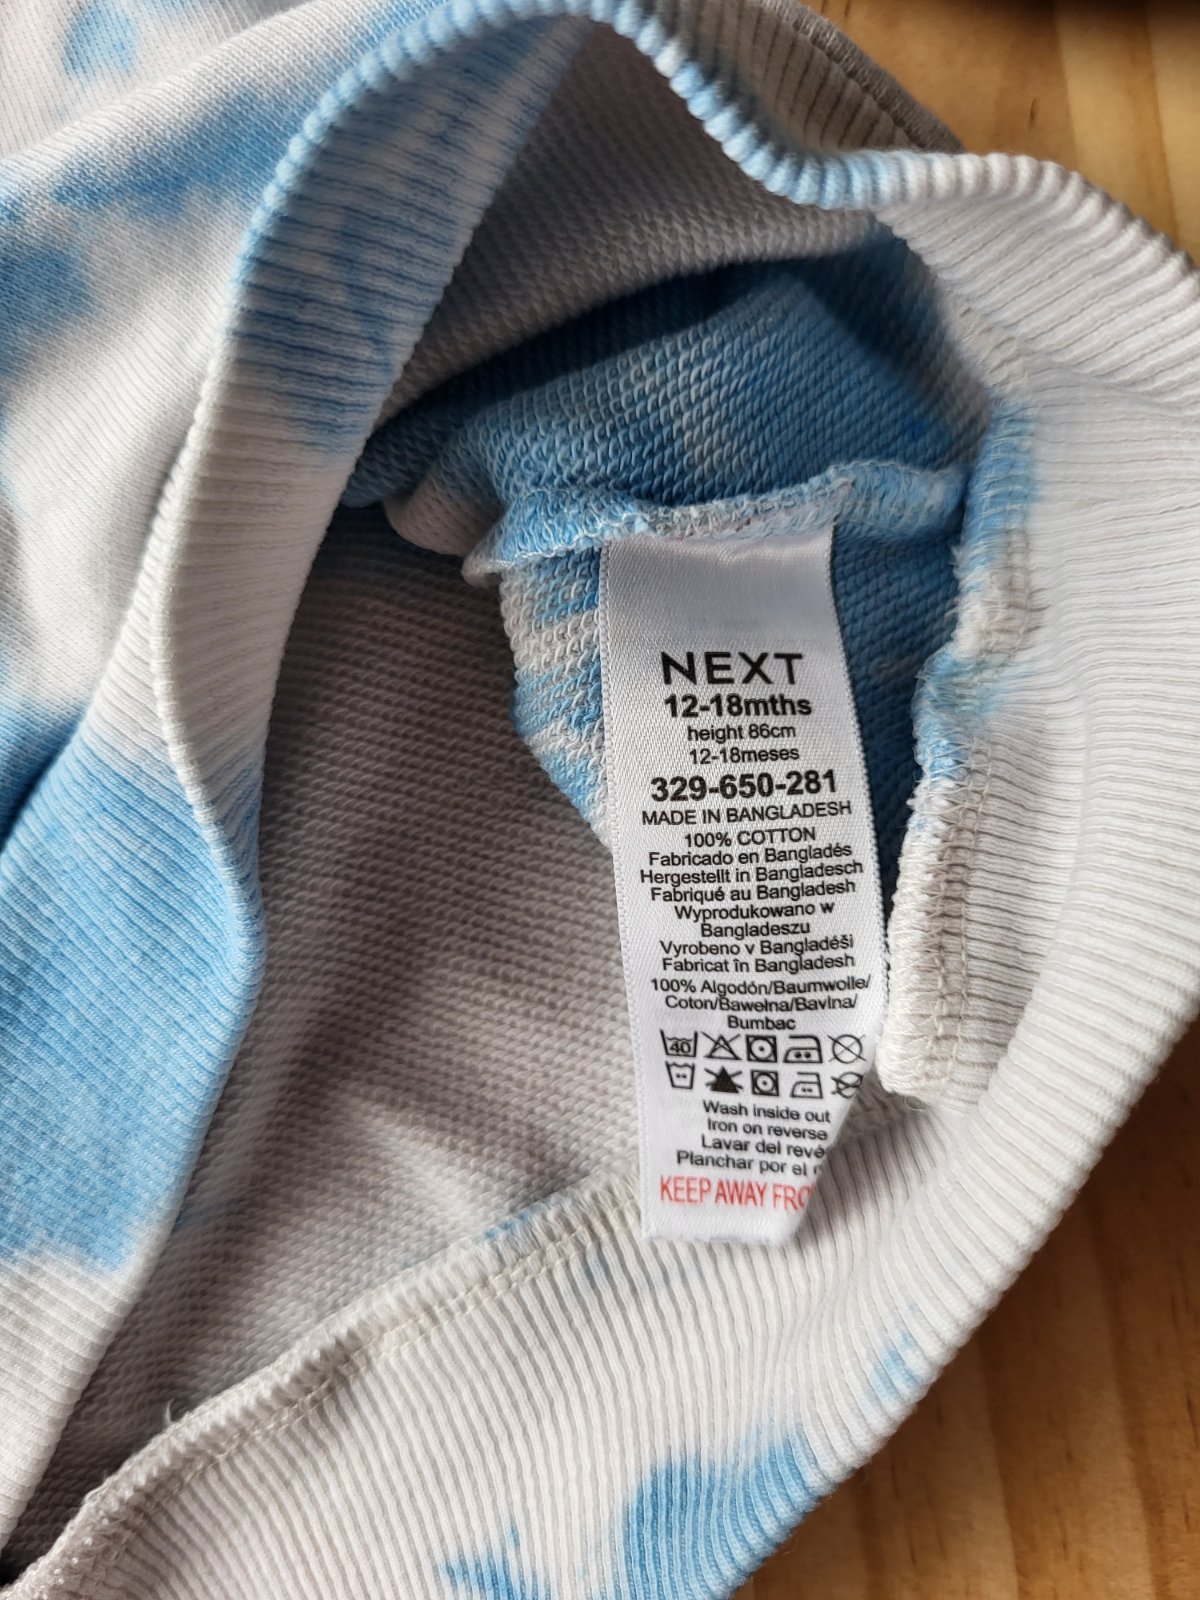 NEXT
12-18mths
height 86cm
12-18meses
329-650-281
MADE IN BANGLADESH
100% COTTON
Fabricado en Bangladés
Hergestellt in Bangladesch
Fabriqué au Bangladesh
Wyprodukowano w
Bangladeszu
Vyrobeno v Bangladéši
Fabricat în Bangladesh
100% Algodón/Baumwolle/
Coton/Bawełna/Bavlna/
Bumbac
40
Wash inside out
Iron on reverse
Lavar del
Planchar por el
KEEP AWAY